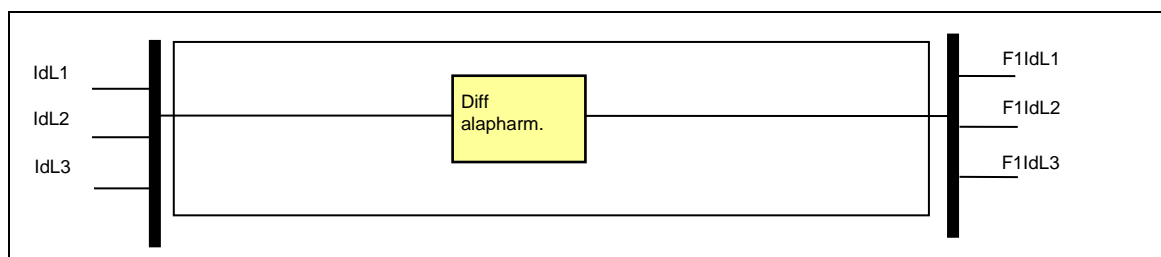 IdL1
IdL2
IdL3
Diff
alapharm.
F1IdL1
F1IdL2
F1IdL3